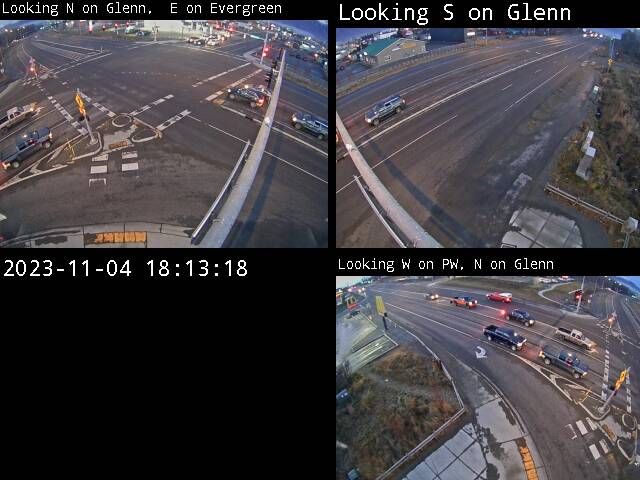 Looking N on Glenn, E on Evergreen
Looking S on Glenn
2023-11-04 18:13:18
Looking W on PW, N on Glenn